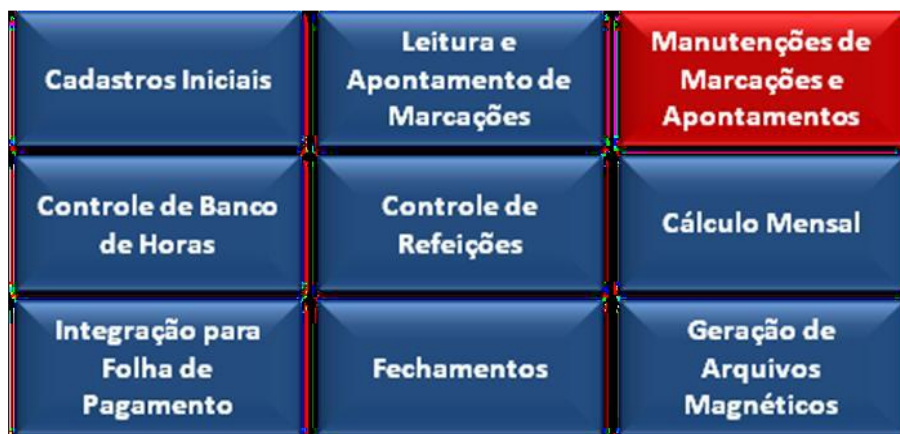 Cadastros Iniciais
Leitura e
Apontamento de
Marcações
Manutenções de
Marcações e
Apontamentos
Controle de Banco
de Horas
Controle de
Refeições
Cálculo Mensal
Integração para
Folha de
Pagamento
Fechamentos
Geração de
Arquivos
Magnéticos